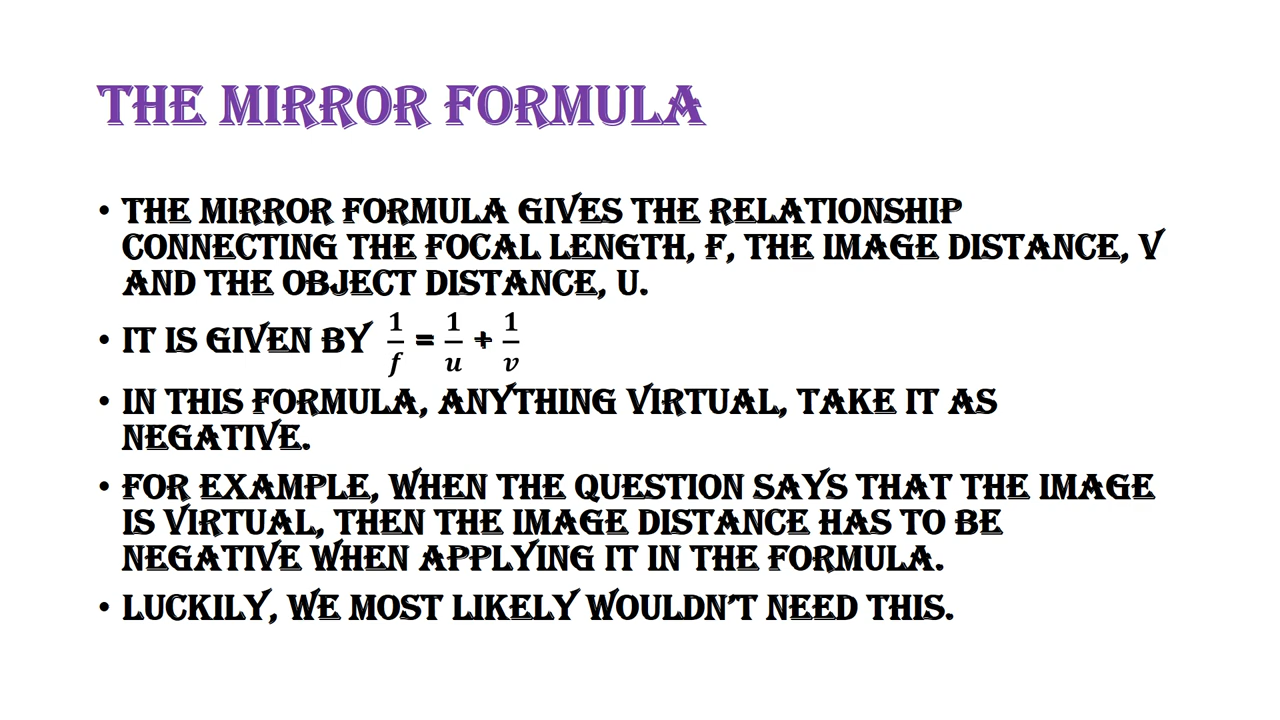 THE MIRROR FORMULA
• THE MIRROR FORMULA GIVES THE RELATIONSHIP
CONNECTING THE FOCAL LENGTH, F, THE IMAGE DISTANCE, V
AND THE OBJECT DISTANCE, U.
• IT IS GIVEN BY 1/f = 1/u + 1/v
• IN THIS FORMULA, ANYTHING VIRTUAL, TAKE IT AS
NEGATIVE.
• FOR EXAMPLE, WHEN THE QUESTION SAYS THAT THE IMAGE
IS VIRTUAL, THEN THE IMAGE DISTANCE HAS TO BE
NEGATIVE WHEN APPLYING IT IN THE FORMULA.
• LUCKILY, WE MOST LIKELY WOULDN'T NEED THIS.